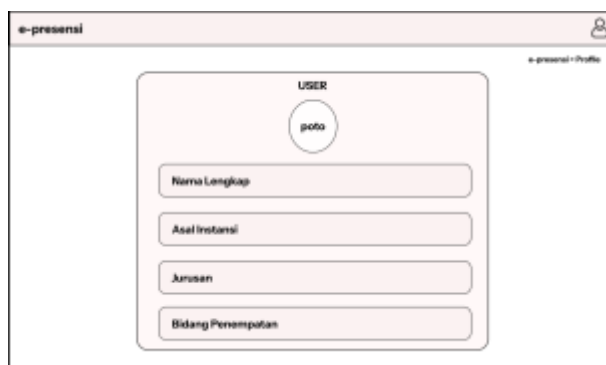 e-presensi
e-presensi > Profile
USER
poto
Nama Lengkap
Asal Instansi
Jurusan
Bidang Penempatan